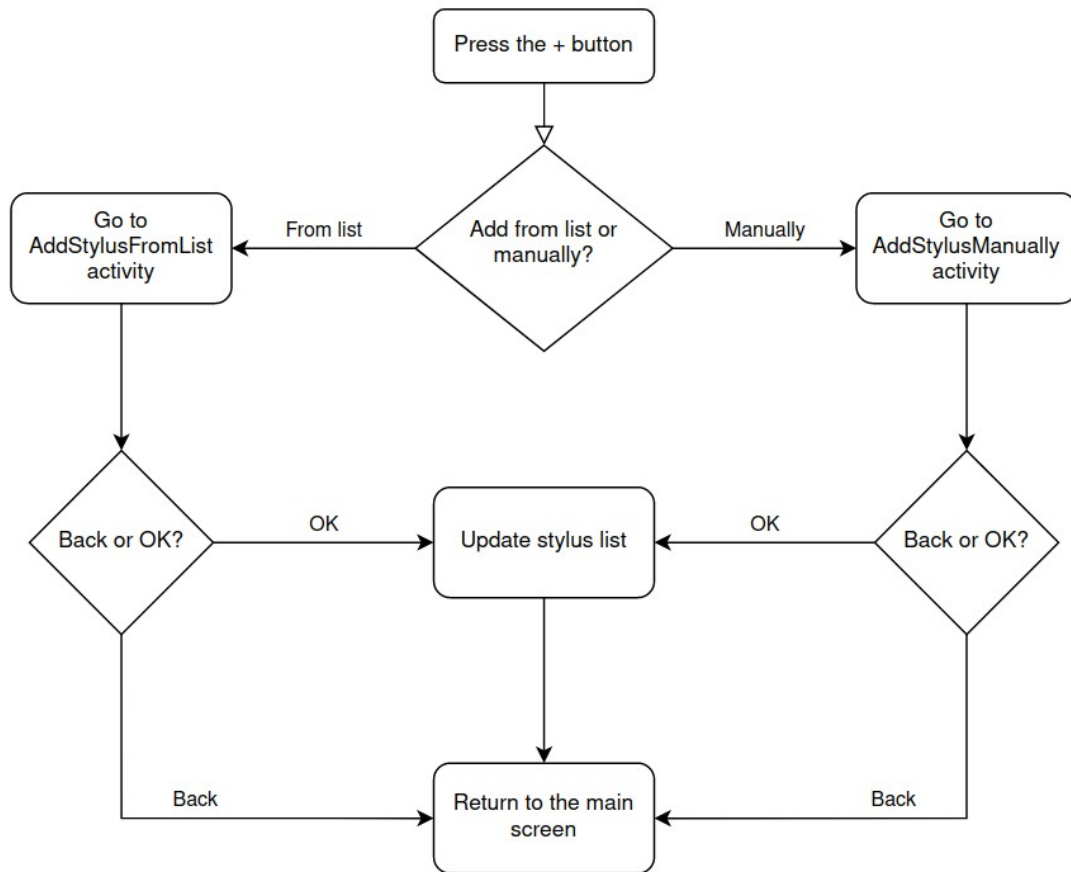 Press the + button
Go to
AddStylusFromList
activity
From list
Add from list or
manually?
Manually
Go to
AddStylusManually
activity
Back or OK?
OK
Update stylus list
OK
Back or OK?
Back
Return to the main
screen
Back